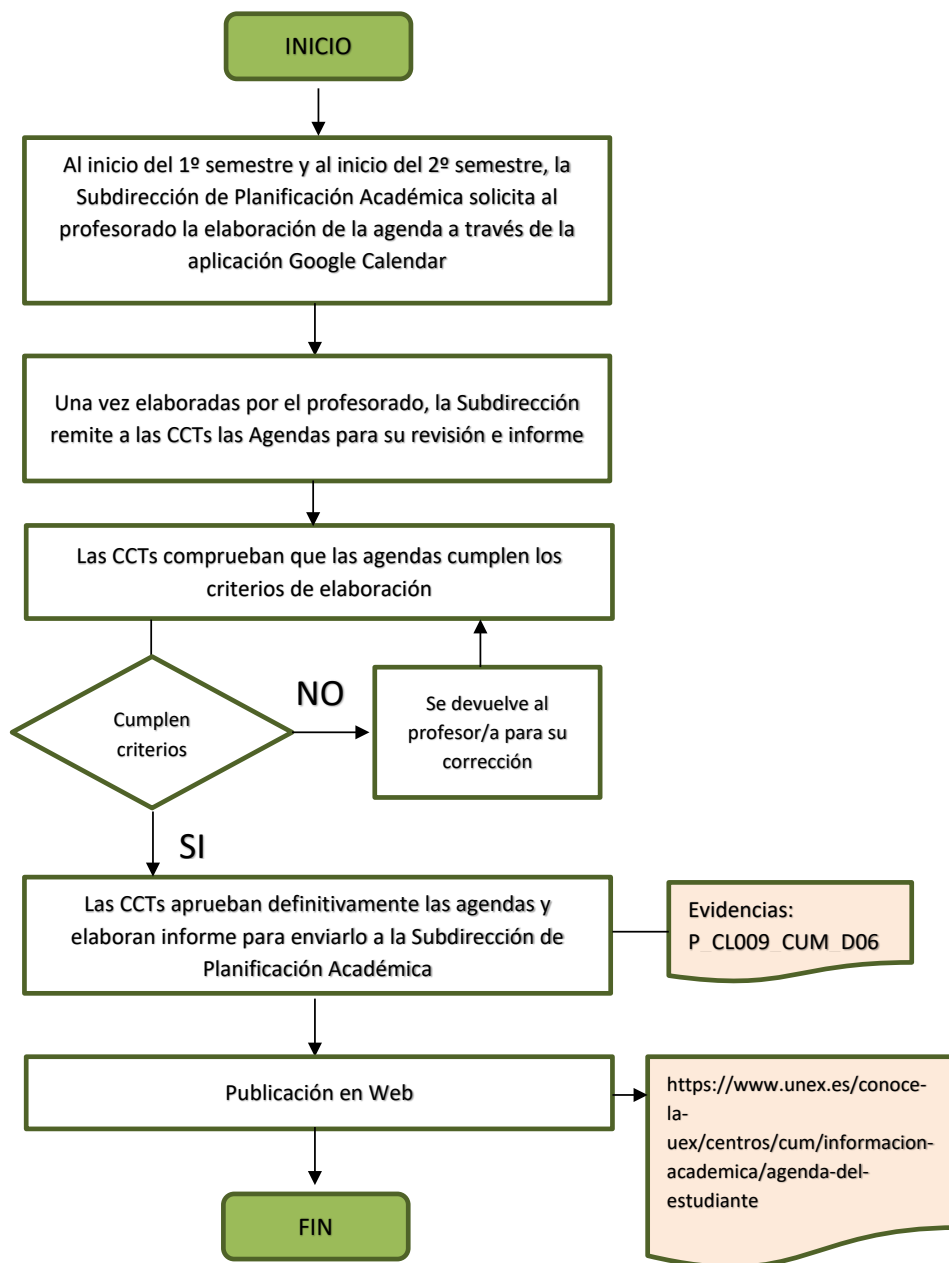 INICIO
Al inicio del 1º semestre y al inicio del 2º semestre, la
Subdirección de Planificación Académica solicita al
profesorado la elaboración de la agenda a través de la
aplicación Google Calendar
Una vez elaboradas por el profesorado, la Subdirección
remite a las CCTs las Agendas para su revisión e informe
Las CCTs comprueban que las agendas cumplen los
criterios de elaboración
Cumplen
criterios
NO
Se devuelve al
profesor/a para su
corrección
SI
Las CCTs aprueban definitivamente las agendas y
elaboran informe para enviarlo a la Subdirección de
Planificación Académica
Evidencias:
P_CL009_CUM_D06
Publicación en Web
https://www.unex.es/conoce-
la-
uex/centros/cum/informacion-
academica/agenda-del-
estudiante
FIN